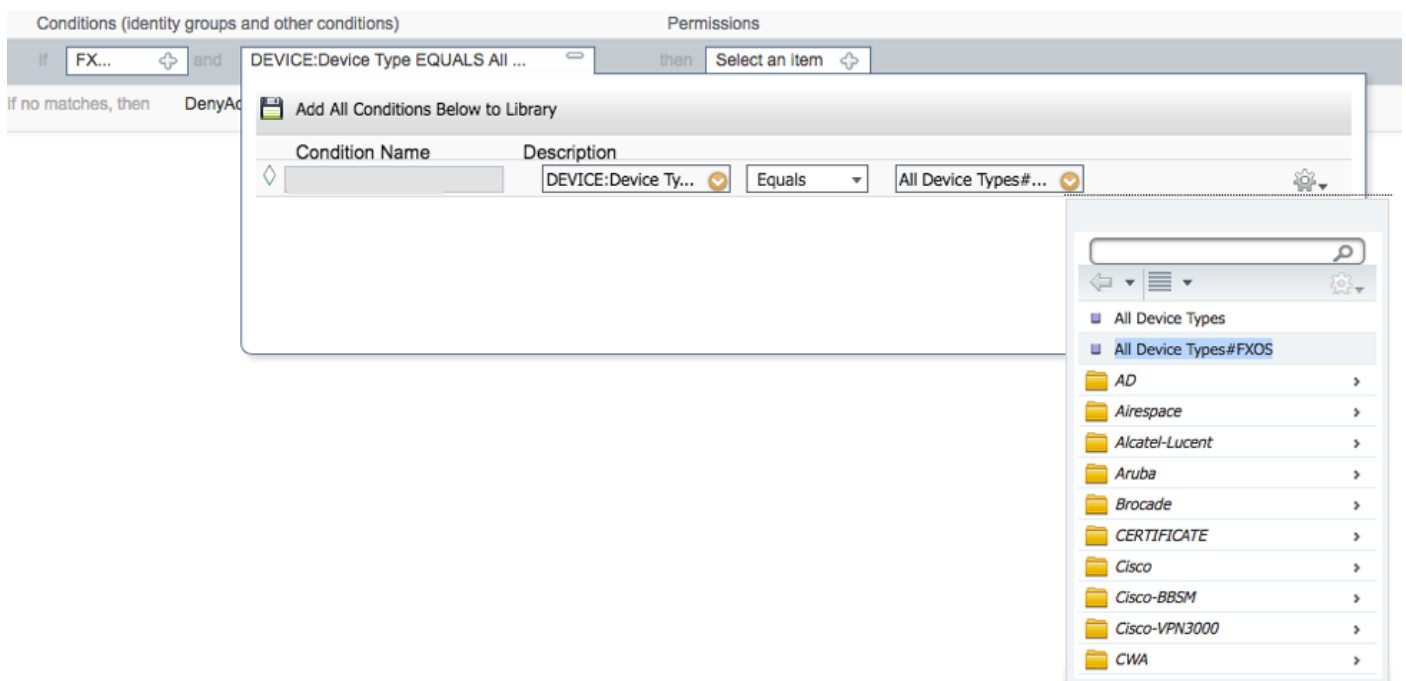 Conditions (identity groups and other conditions) Permissions
If FX... and DEVICE:Device Type EQUALS All ... then Select an item
if no matches, then DenyAc
Add All Conditions Below to Library
Condition Name Description
DEVICE:Device Ty... Equals All Device Types#...
All Device Types
All Device Types#FXOS
AD
Airespace
Alcatel-Lucent
Aruba
Brocade
CERTIFICATE
Cisco
Cisco-BBSM
Cisco-VPN3000
CWA